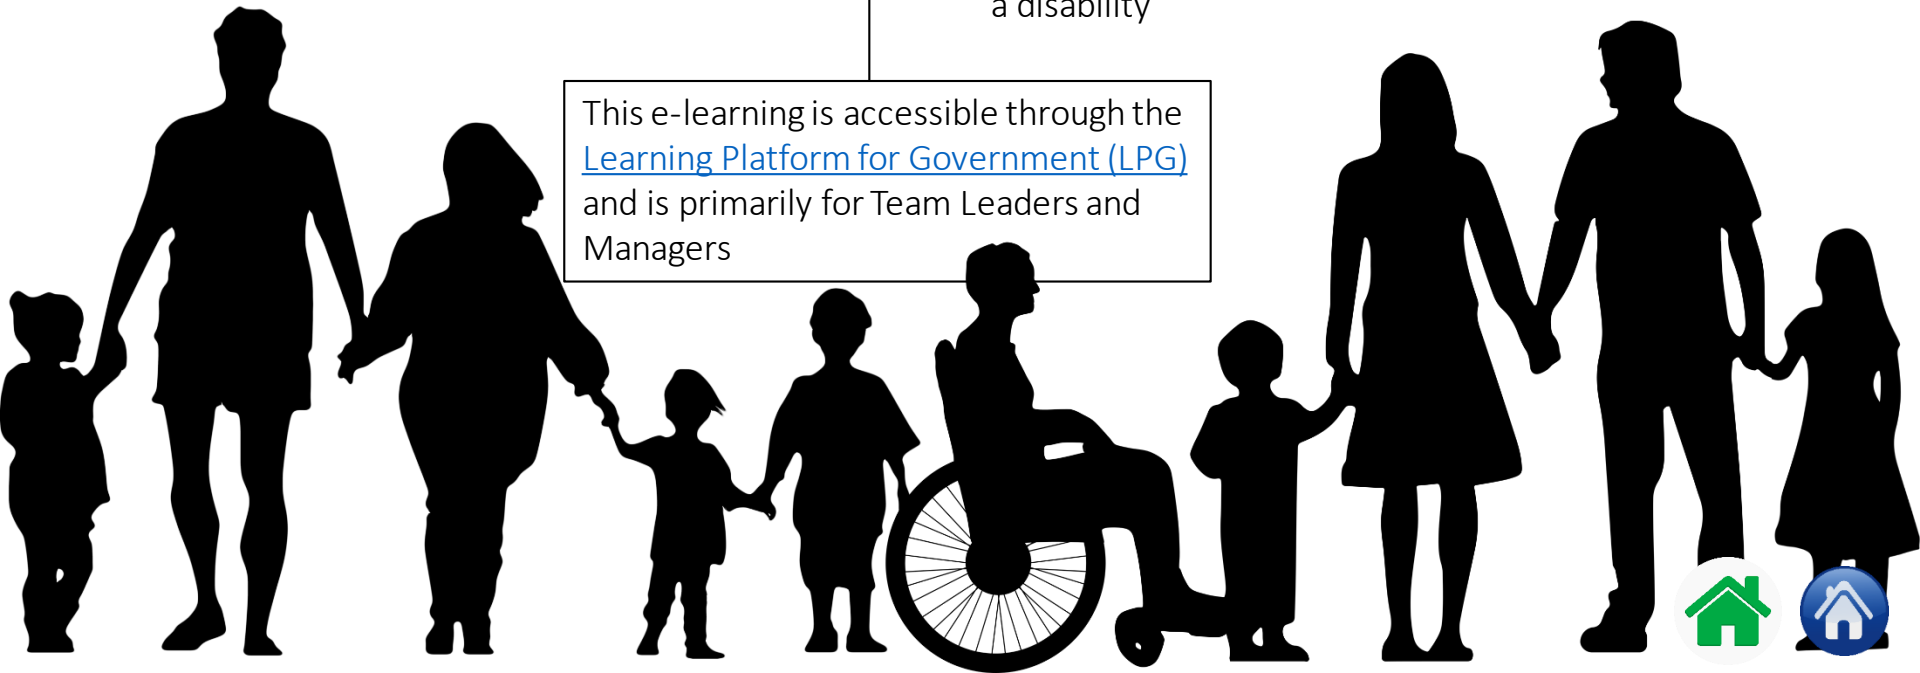 a disability
This e-learning is accessible through the
Learning Platform for Government (LPG)
and is primarily for Team Leaders and
Managers